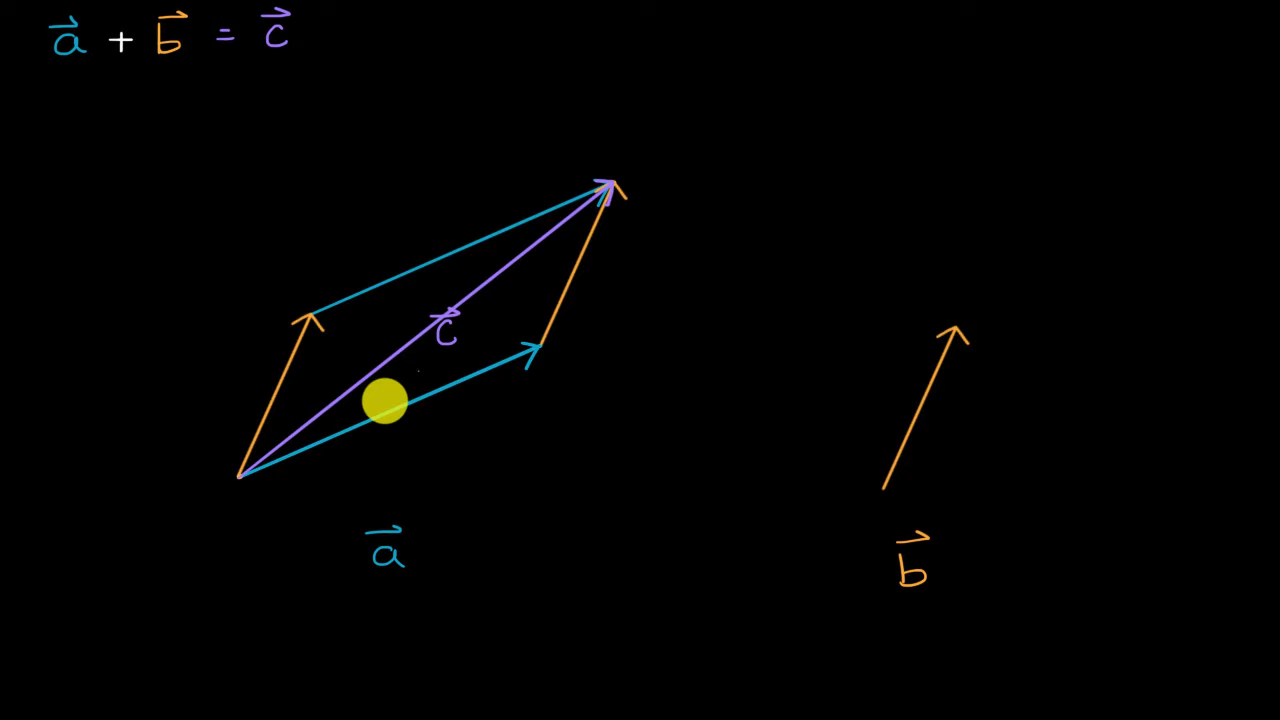 a⃗ + b⃗ = c⃗
c⃗
a⃗
b⃗